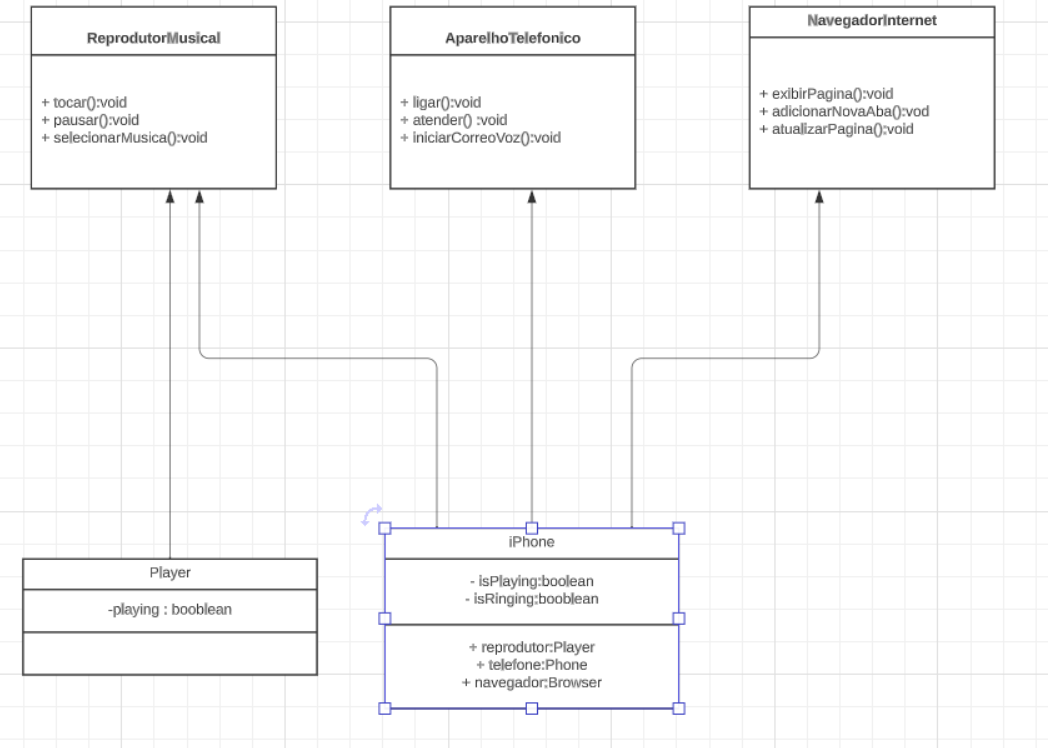 ReprodutorMusical
+ tocar():void
+ pausar():void
+ selecionarMusica():void
AparelhoTelefonico
+ ligar():void
+ atender() :void
+ iniciarCorreoVoz():void
NavegadorInternet
+ exibirPagina():void
+ adicionarNovaAba():vod
+ atualizarPagina():void
Player
-playing : booblean
iPhone
- isPlaying:boolean
- isRinging:booblean
+ reprodutor:Player
+ telefone:Phone
+ navegador:Browser